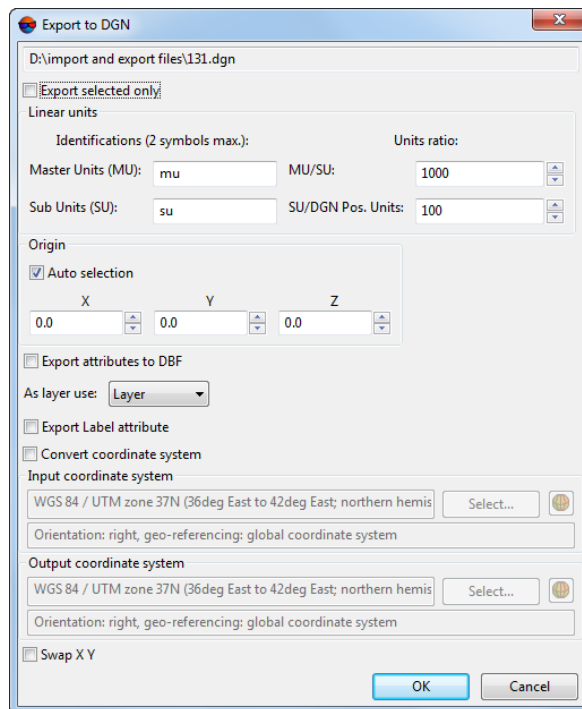 Export to DGN
D:\import and export files\131.dgn
Export selected only
Linear units
Identifications (2 symbols max.): Units ratio:
Master Units (MU): mu MU/SU: 1000
Sub Units (SU): su SU/DGN Pos. Units: 100
Origin
Auto selection
X Y Z
0.0 0.0 0.0
Export attributes to DBF
As layer use: Layer
Export Label attribute
Convert coordinate system
Input coordinate system
WGS 84 / UTM zone 37N (36deg East to 42deg East; northern hemis Select...
Orientation: right, geo-referencing: global coordinate system
Output coordinate system
WGS 84 / UTM zone 37N (36deg East to 42deg East; northern hemis Select...
Orientation: right, geo-referencing: global coordinate system
Swap X Y
OK Cancel